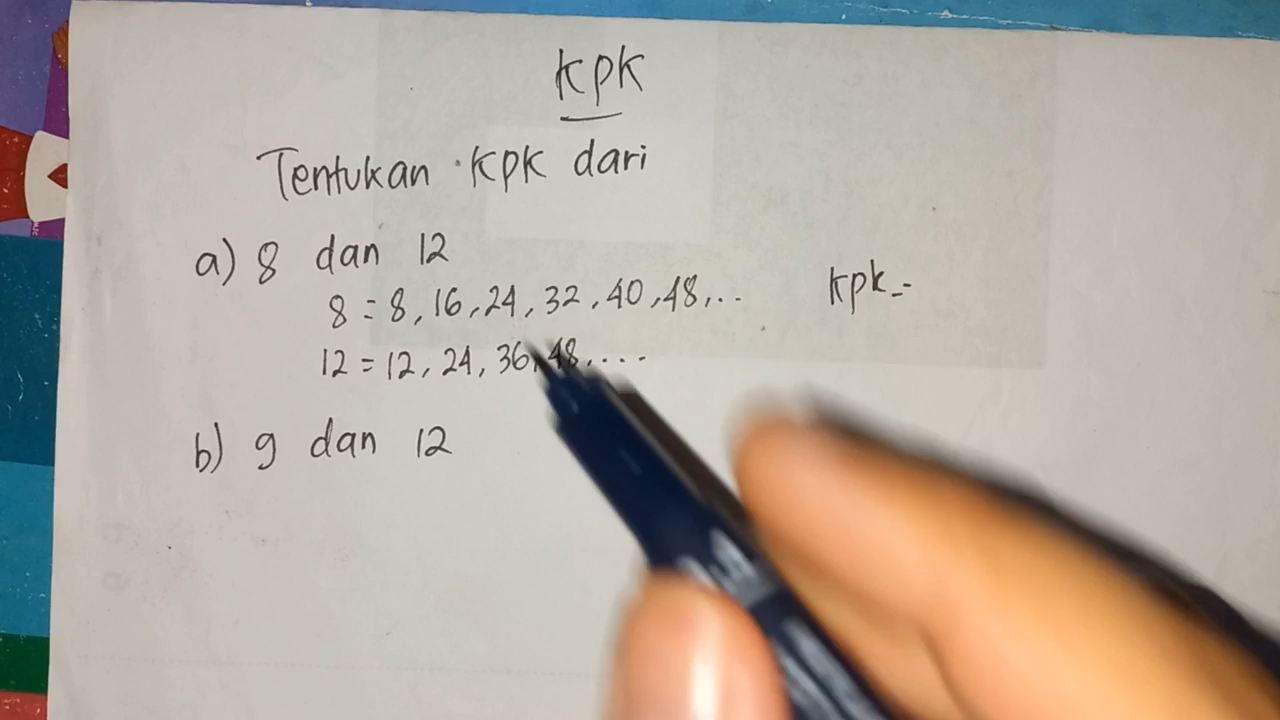 KPK
Tentukan KPK dari
a) 8 dan 12
8 = 8, 16, 24, 32, 40, 48, ..
KPK =
12 = 12, 24, 36, 48, ....
b) 9 dan 12